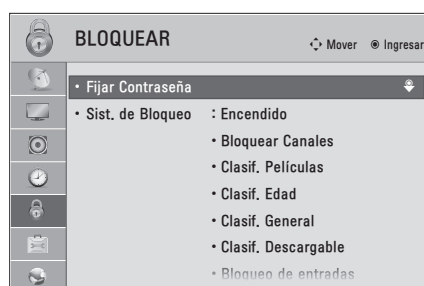 BLOQUEAR
Mover Ingresar
• Fijar Contraseña
• Sist. de Bloqueo : Encendido
• Bloquear Canales
• Clasif. Películas
• Clasif. Edad
• Clasif. General
• Clasif. Descargable
• Bloqueo de entradas